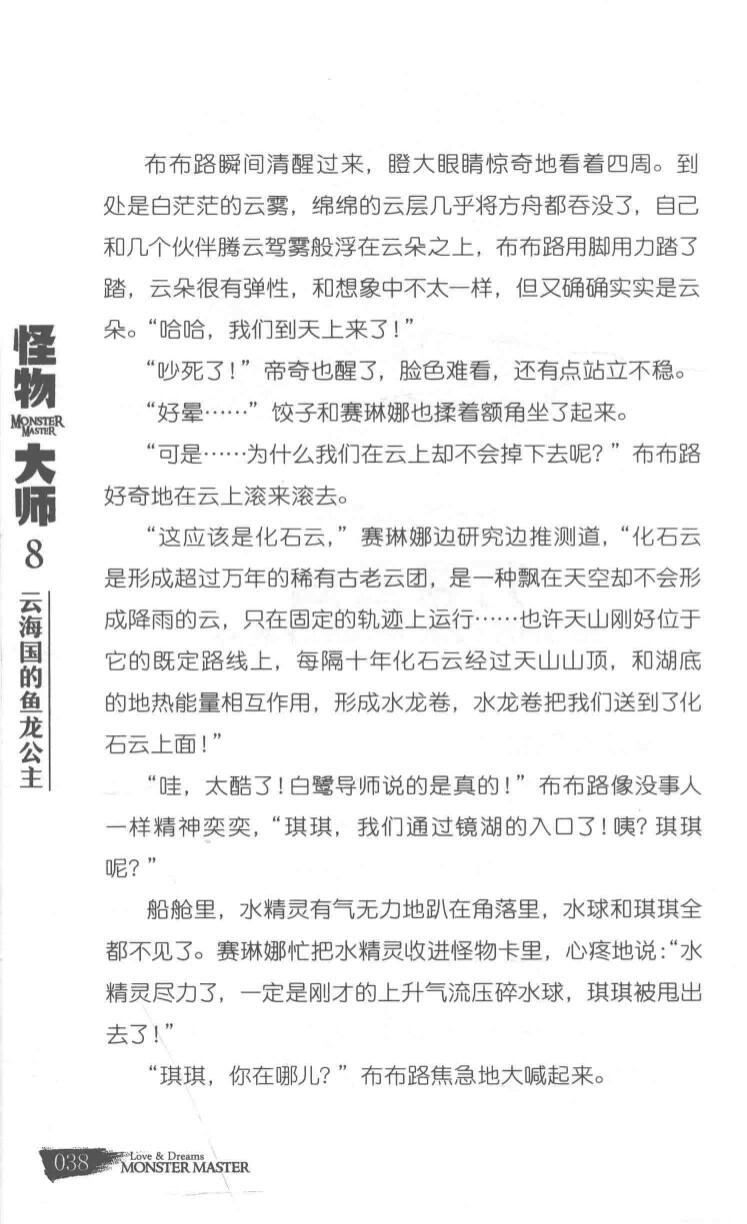 布布路瞬间清醒过来，瞪大眼睛惊奇地看着四周。到
处是白茫茫的云雾，绵绵的云层几乎将方舟都吞没了，自己
和几个伙伴腾云驾雾般浮在云朵之上，布布路用脚用力踏了
踏，云朵很有弹性，和想象中不太一样，但又确确实实是云
朵。“哈哈，我们到天上来了！”
“吵死了！”帝奇也醒了，脸色难看，还有点站立不稳。
“好晕……”饺子和赛琳娜也揉着额角坐了起来。
“可是……为什么我们在云上却不会掉下去呢？”布布路
好奇地在云上滚来滚去。
“这应该是化石云，”赛琳娜边研究边推测道，“化石云
是形成超过万年的稀有古老云团，是一种飘在天空却不会形
成降雨的云，只在固定的轨迹上运行……也许天山刚好位于
它的既定路线上，每隔十年化石云经过天山山顶，和湖底
的地热能量相互作用，形成水龙卷，水龙卷把我们送到了化
石云上面！”
“哇，太酷了！白鹭导师说的是真的！”布布路像没事人
一样精神奕奕，“琪琪，我们通过镜湖的入口了！咦？琪琪
呢？”
船舱里，水精灵有气无力地趴在角落里，水球和琪琪全
都不见了。赛琳娜忙把水精灵收进怪物卡里，心疼地说：“水
精灵尽力了，一定是刚才的上升气流压碎水球，琪琪被甩出
去了！”
“琪琪，你在哪儿？”布布路焦急地大喊起来。
怪物
MONSTER
MASTER
大师
8
云海国的鱼龙公主
038
Love & Dreams
MONSTER MASTER